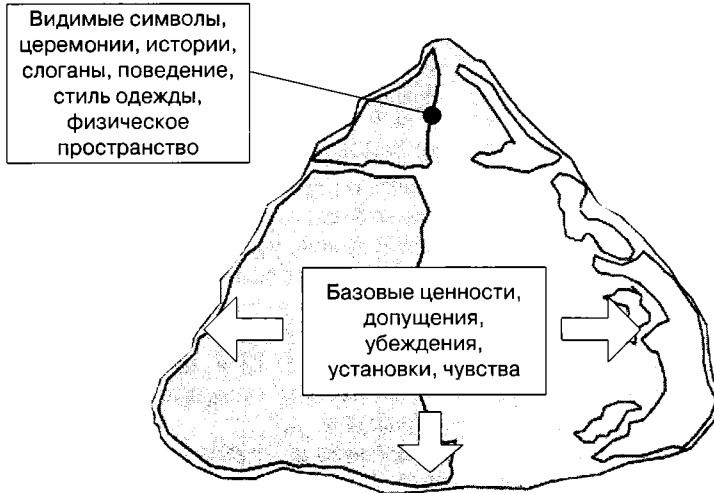 Видимые символы,
церемонии, истории,
слоганы, поведение,
стиль одежды,
физическое
пространство
Базовые ценности,
допущения,
убеждения,
установки, чувства